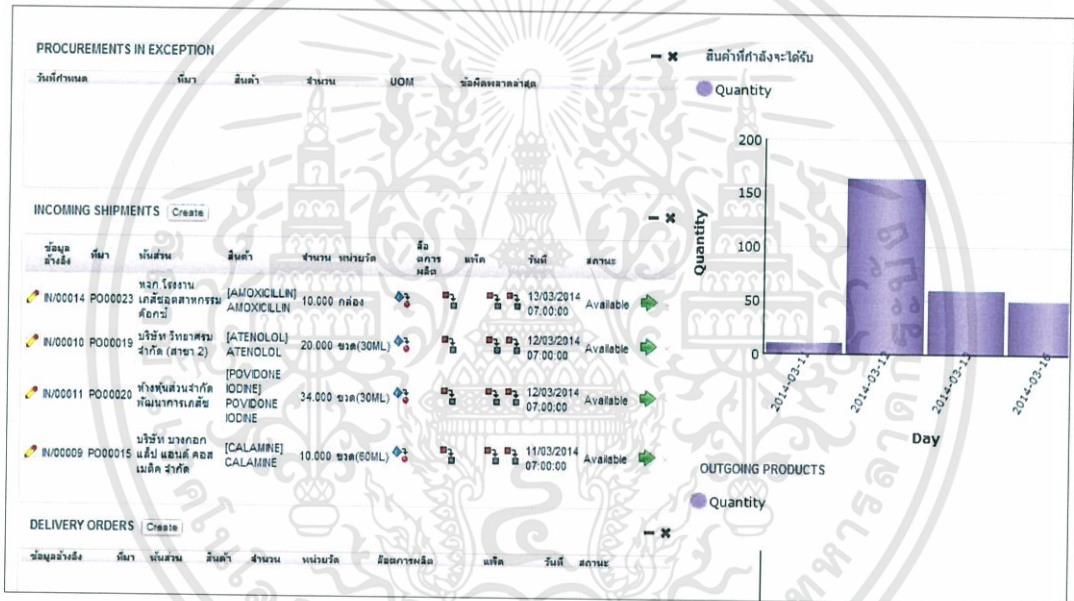 PROCUREMENTS IN EXCEPTION
วันที่กำหนด ที่มา สินค้า จำนวน UOM ข้อผิดพลาดล่าสุด
INCOMING SHIPMENTS Create
ข้อมูลอ้างอิง ที่มา หุ้นส่วน สินค้า จำนวน หน่วยวัด ล็อตการผลิต แพ็ค วันที่ สถานะ
IN/00014 PO00023 หจก.โรงงานเภสัชอุตสาหกรรม ด๊อกซ์ [AMOXICILLIN] AMOXICILLIN 10.000 กล่อง 13/03/2014 07:00:00 Available
IN/00010 PO00019 บริษัท วิทยาศรม จำกัด (สาขา 2) [ATENOLOL] ATENOLOL 20.000 ขวด(30ML) 12/03/2014 07:00:00 Available
IN/00011 PO00020 ห้างหุ้นส่วนจำกัด พัฒนาการเภสัช [POVIDONE IODINE] POVIDONE IODINE 34.000 ขวด(30ML) 12/03/2014 07:00:00 Available
IN/00009 PO00015 บริษัท บางกอก แล็ป แอนด์ คอสเมติค จำกัด [CALAMINE] CALAMINE 10.000 ขวด(60ML) 11/03/2014 07:00:00 Available
DELIVERY ORDERS Create
ข้อมูลอ้างอิง ที่มา หุ้นส่วน สินค้า จำนวน หน่วยวัด ล็อตการผลิต แพ็ค วันที่ สถานะ
สินค้าที่กำลังจะได้รับ
Quantity
200
150
100
50
0
Quantity
2014-03-11 2014-03-12 2014-03-13 2014-03-16
Day
OUTGOING PRODUCTS
Quantity